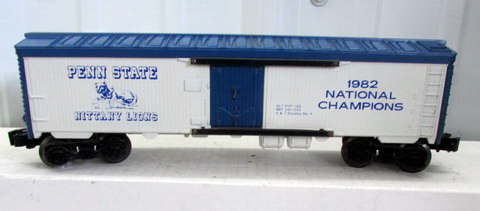 PENN STATE
NITTANY LIONS
1982
NATIONAL
CHAMPIONS